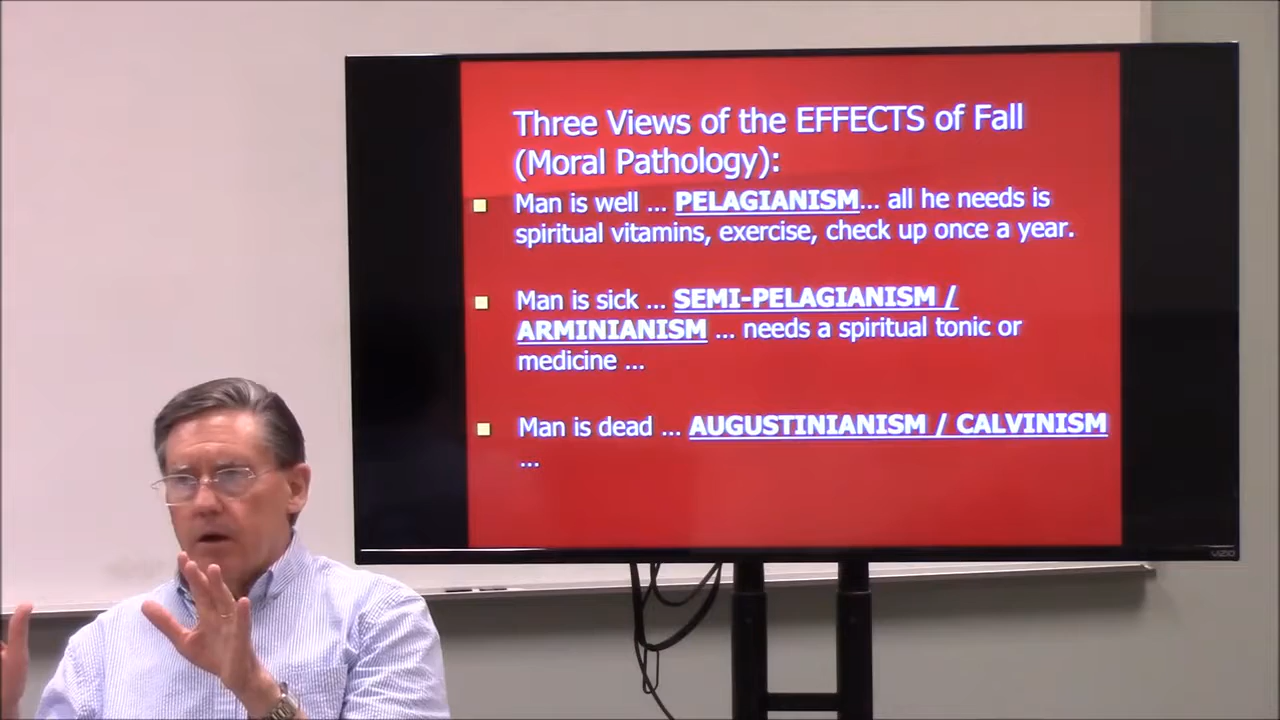 Three Views of the EFFECTS of Fall
(Moral Pathology):
Man is well ... PELAGIANISM... all he needs is
spiritual vitamins, exercise, check up once a year.
Man is sick ... SEMI-PELAGIANISM /
ARMINIANISM ... needs a spiritual tonic or
medicine ...
Man is dead ... AUGUSTINIANISM / CALVINISM
...
VIZIO